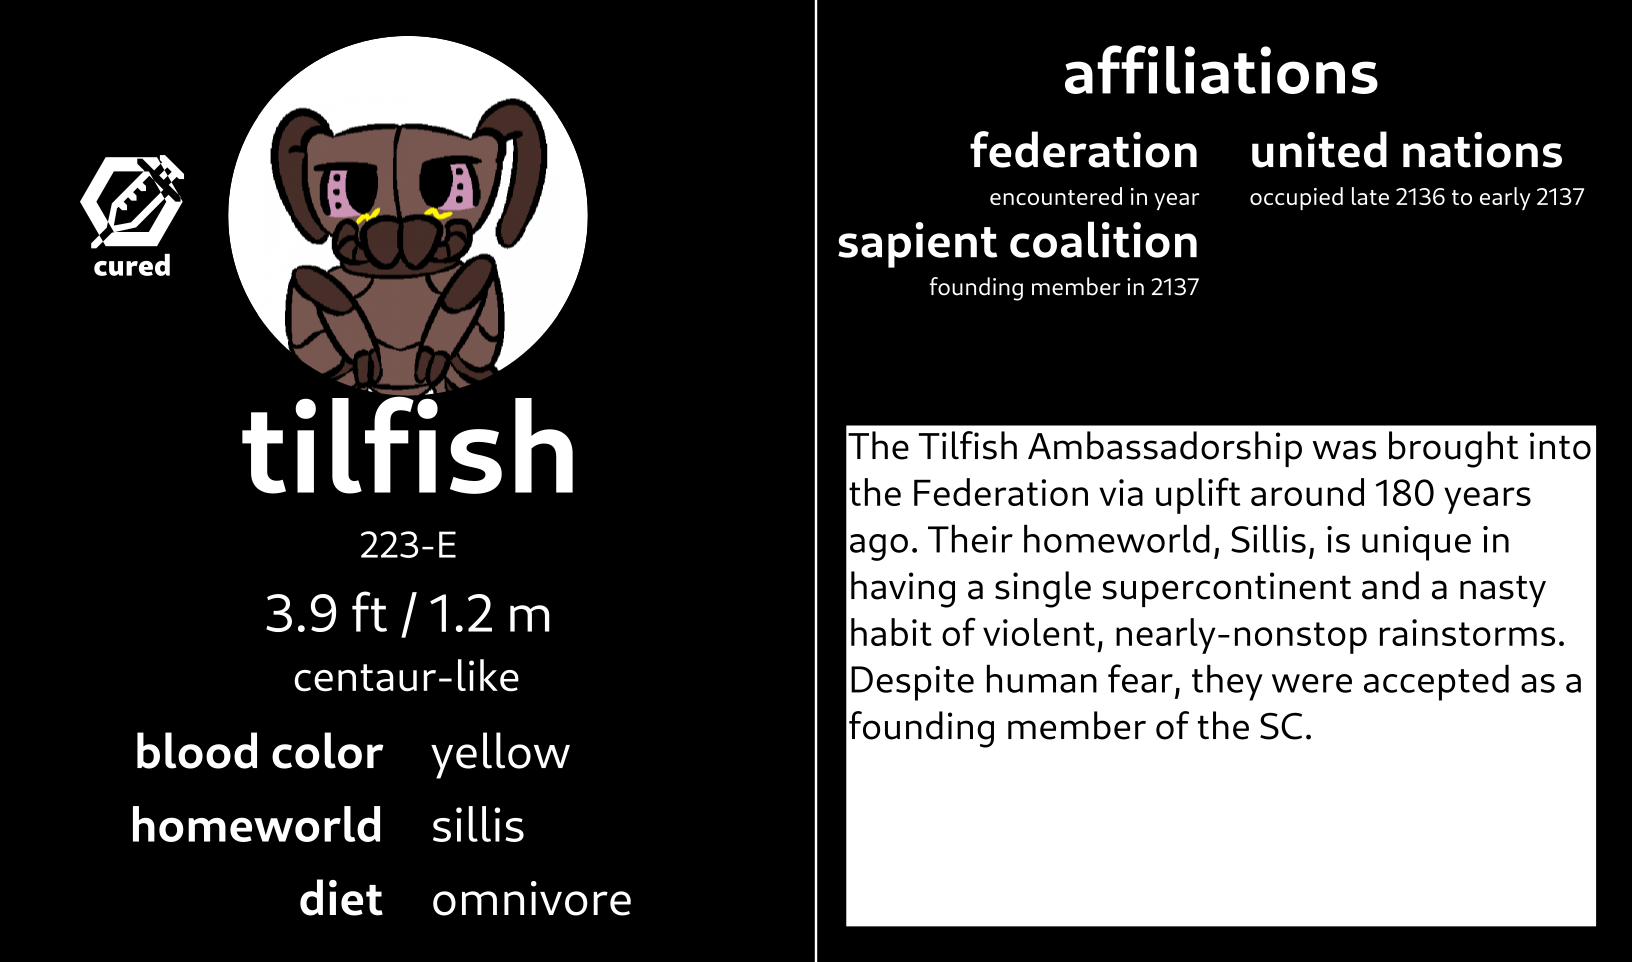 cured
tilfish
223-E
3.9 ft / 1.2 m
centaur-like
blood color yellow
homeworld sillis
diet omnivore
affiliations
federation
encountered in year
united nations
occupied late 2136 to early 2137
sapient coalition
founding member in 2137
The Tilfish Ambassadorship was brought into
the Federation via uplift around 180 years
ago. Their homeworld, Sillis, is unique in
having a single supercontinent and a nasty
habit of violent, nearly-nonstop rainstorms.
Despite human fear, they were accepted as a
founding member of the SC.